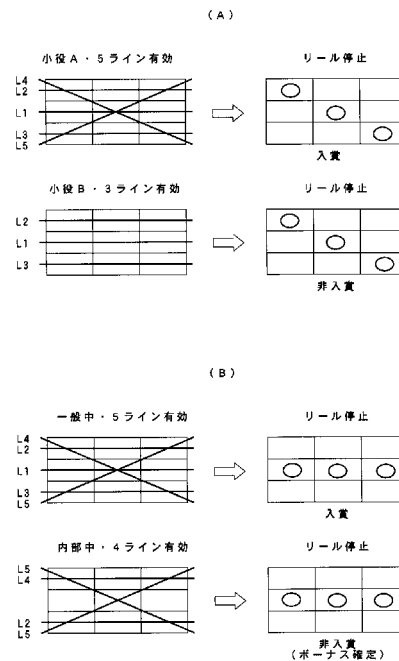 (A)
小役A・5ライン有効
リール停止
L4
L2
L1
L3
L5
入賞
小役B・3ライン有効
リール停止
L2
L1
L3
非入賞
(B)
一般中・5ライン有効
リール停止
L4
L2
L1
L3
L5
入賞
内部中・4ライン有効
リール停止
L5
L4
L2
L5
非入賞
(ボーナス確定)